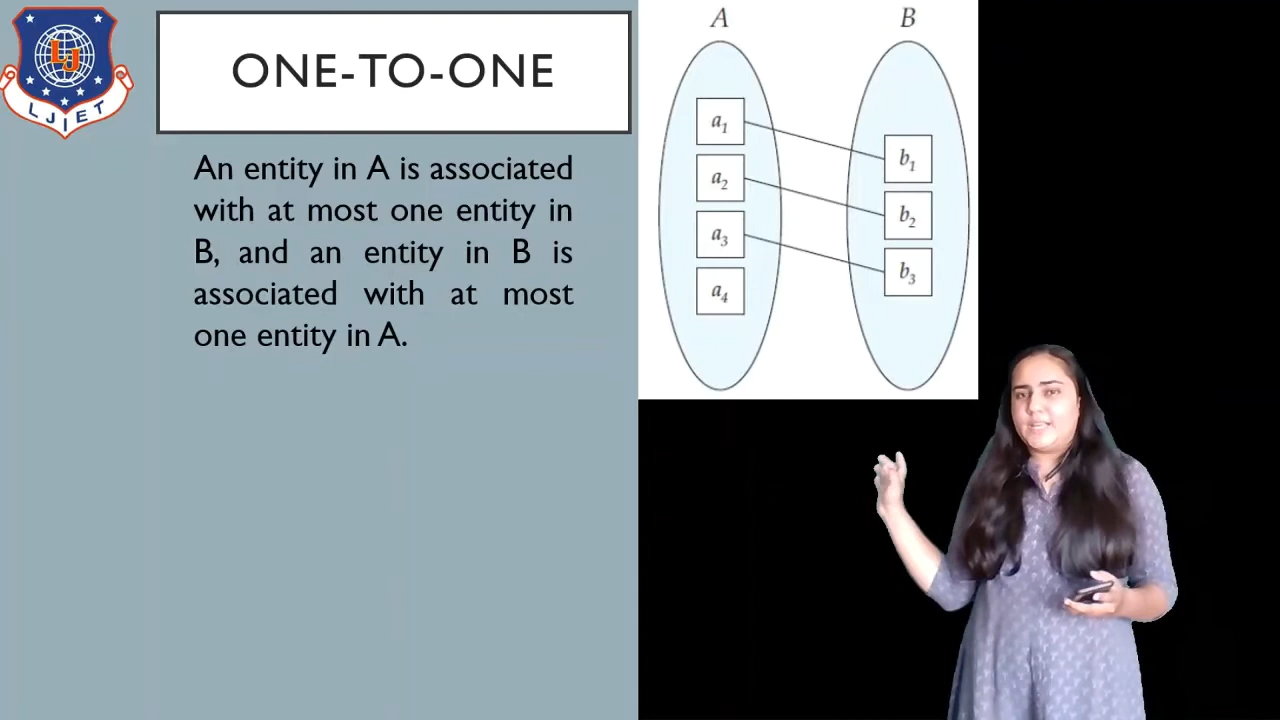 LJ
LJIET
ONE-TO-ONE
An entity in A is associated
with at most one entity in
B, and an entity in B is
associated with at most
one entity in A.
A
B
a1
a2
a3
a4
b1
b2
b3